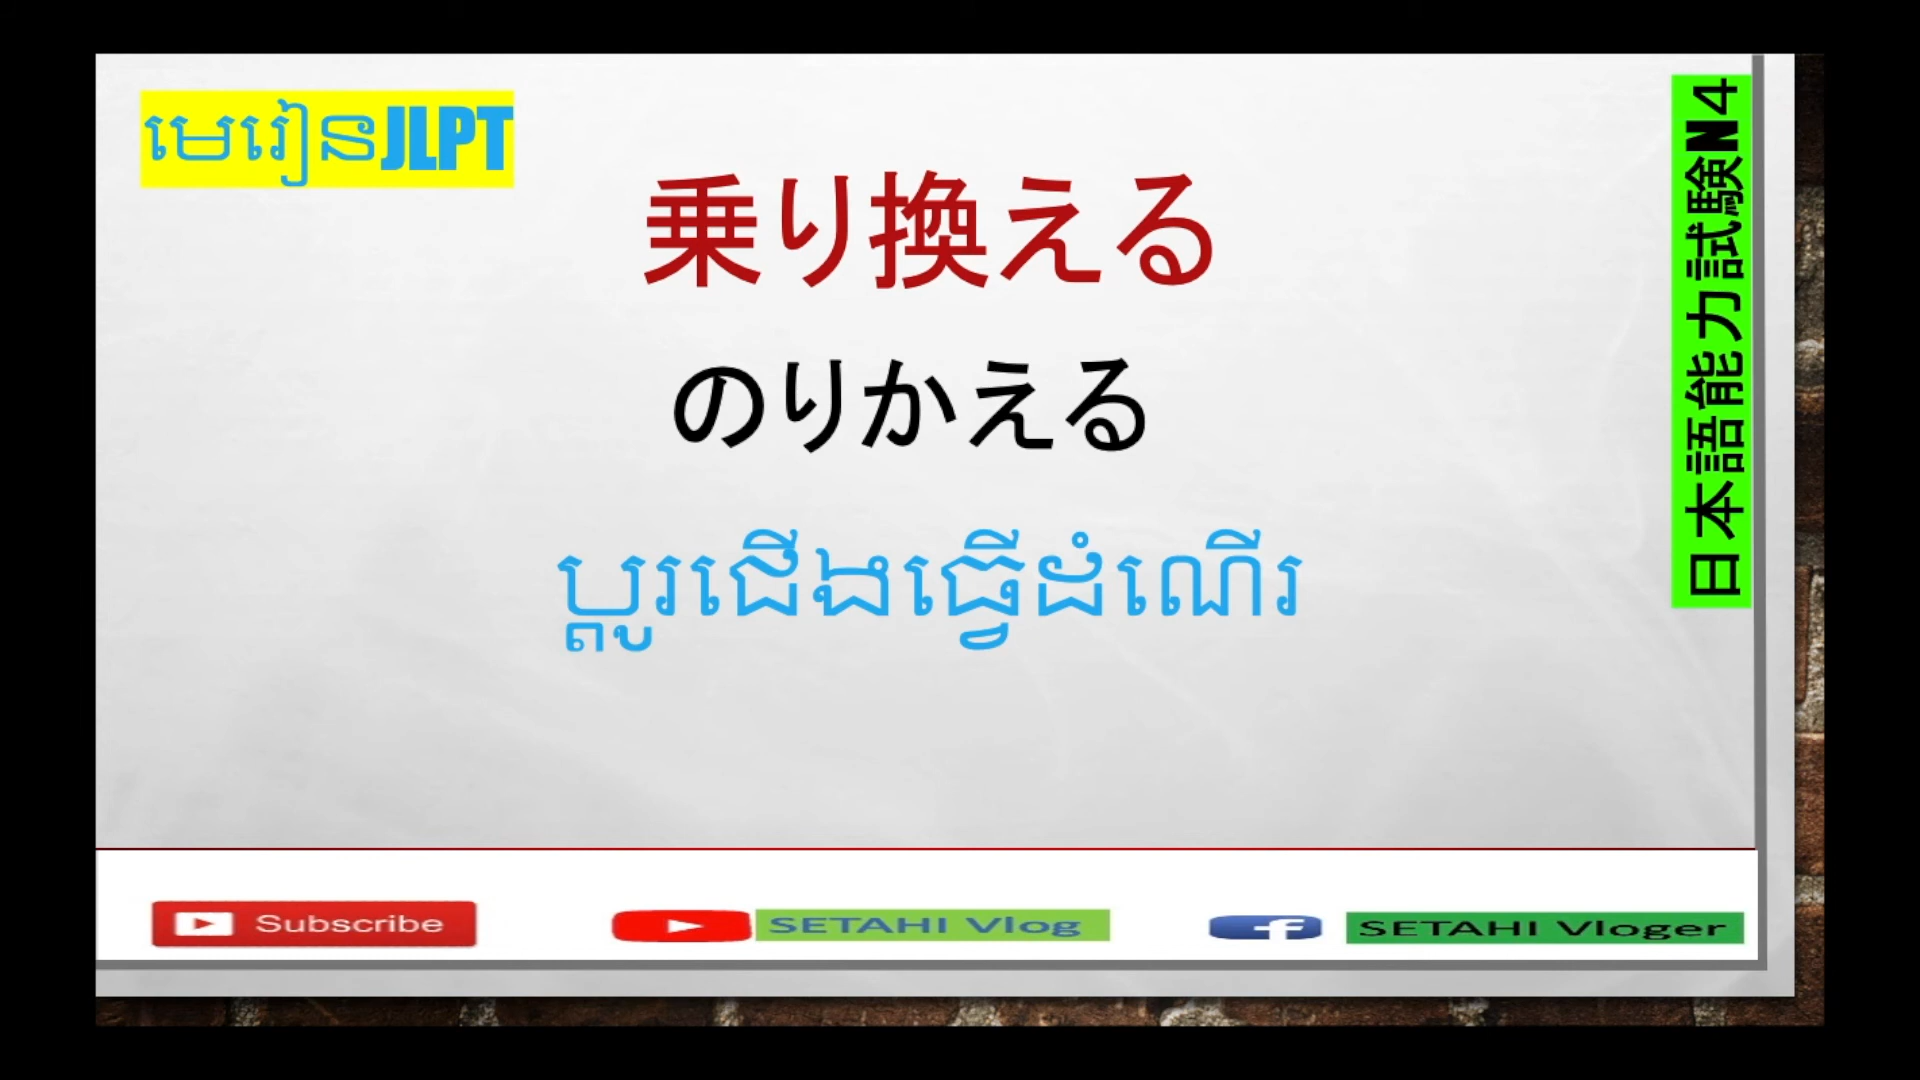 មេរៀនJLPT
乗り換える
のりかえる
ប្តូរជើងធ្វើដំណើរ
日本語能力試験N4
Subscribe
SETAHI Vlog
SETAHI Vloger